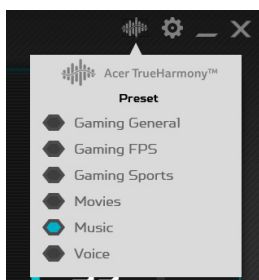 Acer TrueHarmony™
Preset
Gaming General
Gaming FPS
Gaming Sports
Movies
Music
Voice